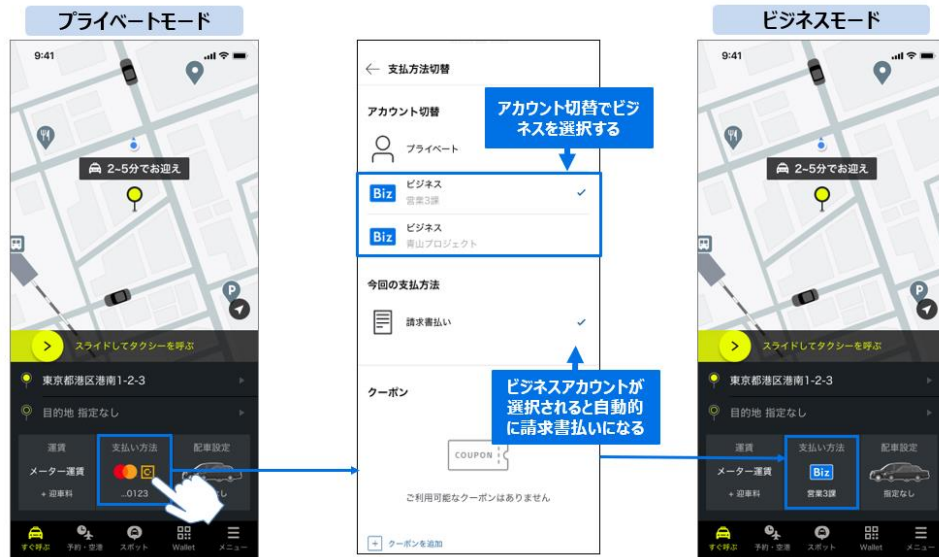 プライベートモード
9:41
2~5分でお迎え
P
スライドしてタクシーを呼ぶ
東京都港区港南1-2-3
目的地 指定なし
運賃
支払い方法
配車設定
メーター運賃
+ 迎車料
...0123
し
すぐ呼ぶ
予約・空港
スポット
Wallet
メニュー
← 支払方法切替
アカウント切替
プライベート
アカウント切替でビジ
ネスを選択する
Biz
ビジネス
営業3課
Biz
ビジネス
青山プロジェクト
今回の支払方法
請求書払い
ビジネスアカウントが
選択されると自動的
に請求書払いになる
クーポン
COUPON
ご利用可能なクーポンはありません
+ クーポンを追加
ビジネスモード
9:41
2~5分でお迎え
P
スライドしてタクシーを呼ぶ
東京都港区港南1-2-3
目的地 指定なし
運賃
支払い方法
配車設定
メーター運賃
Biz
+ 迎車料
営業3課
指定なし
すぐ呼ぶ
予約・空港
スポット
Wallet
メニュー